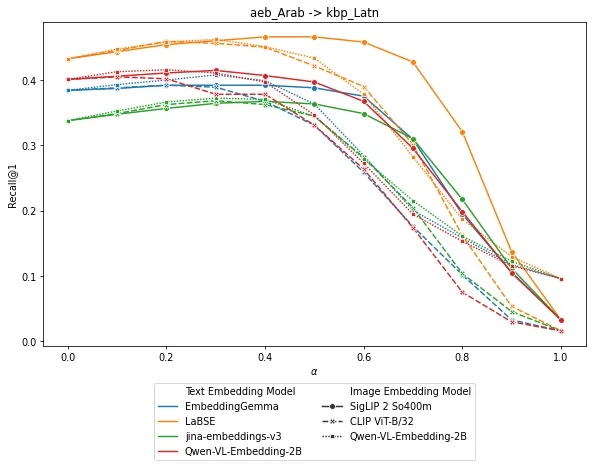 aeb_Arab -> kbp_Latn
Recall@1
0.4
0.3
0.2
0.1
0.0
0.0 0.2 0.4 0.6 0.8 1.0
α
Text Embedding Model Image Embedding Model
EmbeddingGemma SigLIP 2 So400m
LaBSE CLIP ViT-B/32
jina-embeddings-v3 Qwen-VL-Embedding-2B
Qwen-VL-Embedding-2B